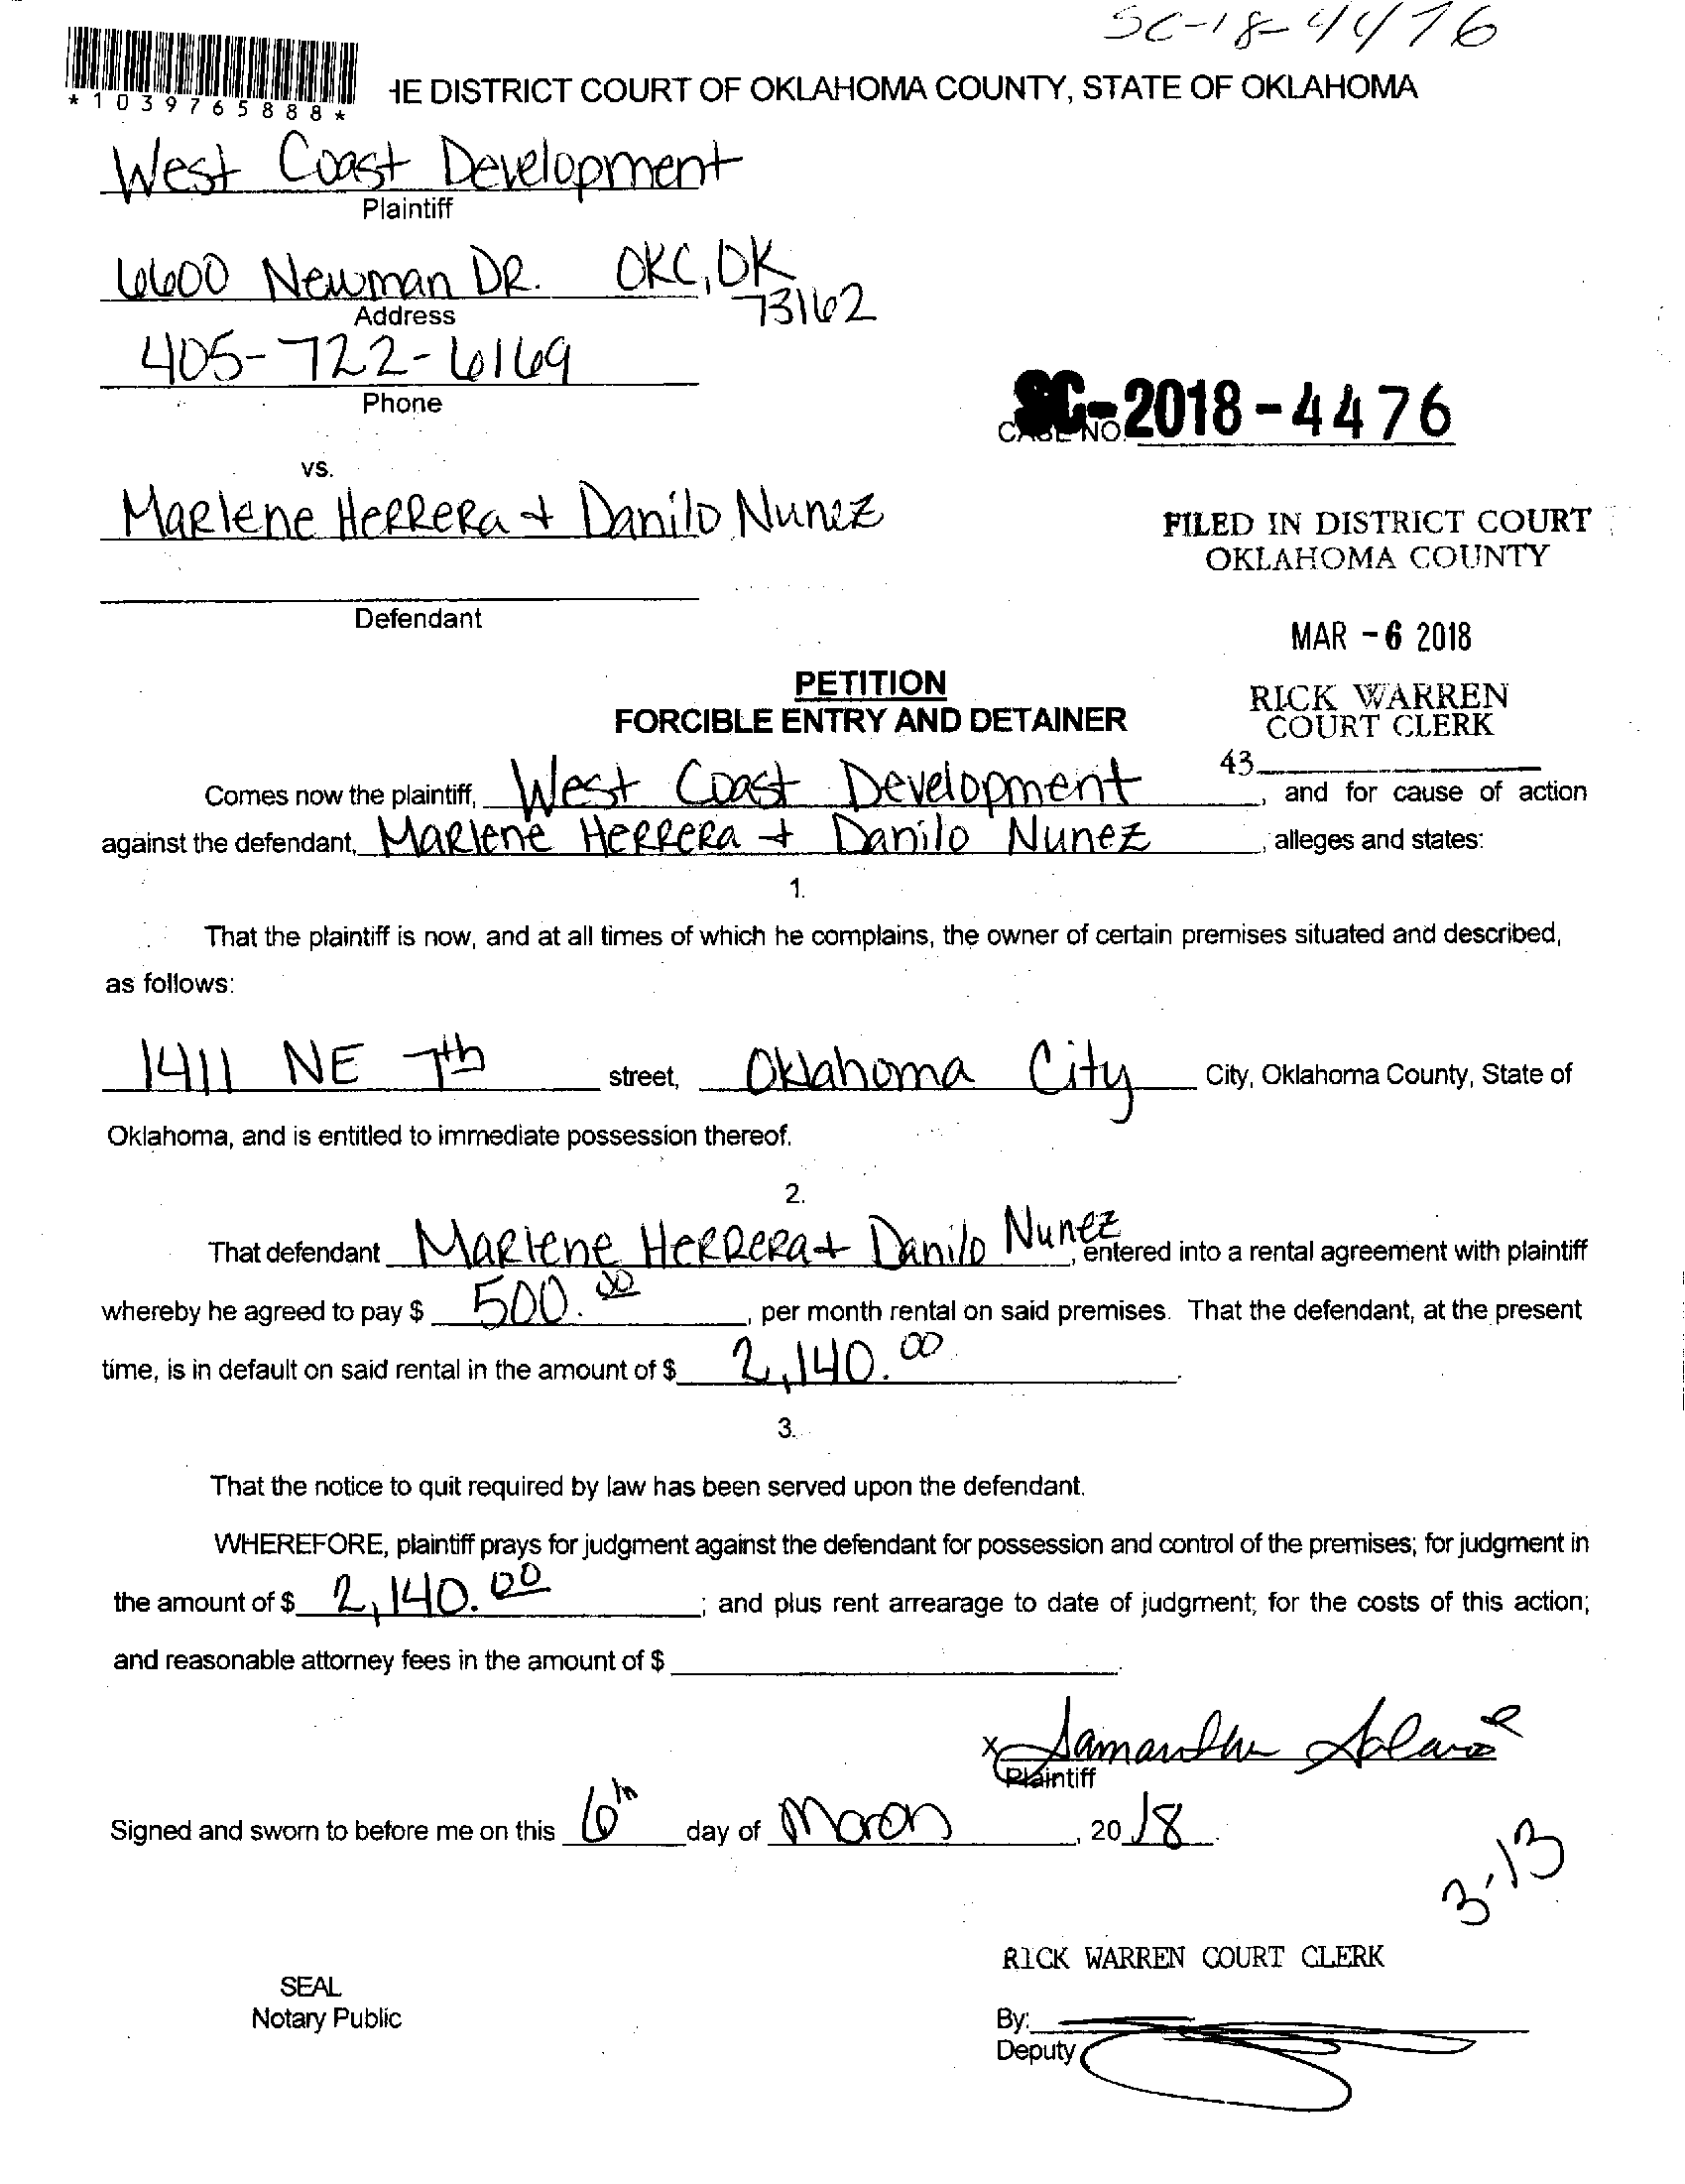 SC-18-4476
*1039765888*
HE DISTRICT COURT OF OKLAHOMA COUNTY, STATE OF OKLAHOMA
West Coast Development
Plaintiff
6600 Newman DR. OKC, OK
73162
Address
405-722-6169
Phone
SC-2018-4476
CASE NO.
vs.
Marlene Herrera + Danilo Nunez
FILED IN DISTRICT COURT
OKLAHOMA COUNTY
Defendant
MAR -6 2018
PETITION
FORCIBLE ENTRY AND DETAINER
RICK WARREN
COURT CLERK
43
Comes now the plaintiff, West Coast Development, and for cause of action
against the defendant, Marlene Herrera + Danilo Nunez, alleges and states:
1.
That the plaintiff is now, and at all times of which he complains, the owner of certain premises situated and described,
as follows:
1411 NE 7th street, Oklahoma City City, Oklahoma County, State of
Oklahoma, and is entitled to immediate possession thereof.
2.
That defendant Marlene Herrera + Danilo Nunez, entered into a rental agreement with plaintiff
whereby he agreed to pay $ 500.00, per month rental on said premises. That the defendant, at the present
time, is in default on said rental in the amount of $ 2,140.00.
3.
That the notice to quit required by law has been served upon the defendant.
WHEREFORE, plaintiff prays for judgment against the defendant for possession and control of the premises; for judgment in
the amount of $ 2,140.00; and plus rent arrearage to date of judgment; for the costs of this action;
and reasonable attorney fees in the amount of $
x Samantha
Plaintiff
Signed and sworn to before me on this 6th day of March, 2018.
3-13
RICK WARREN COURT CLERK
SEAL
Notary Public
By:
Deputy